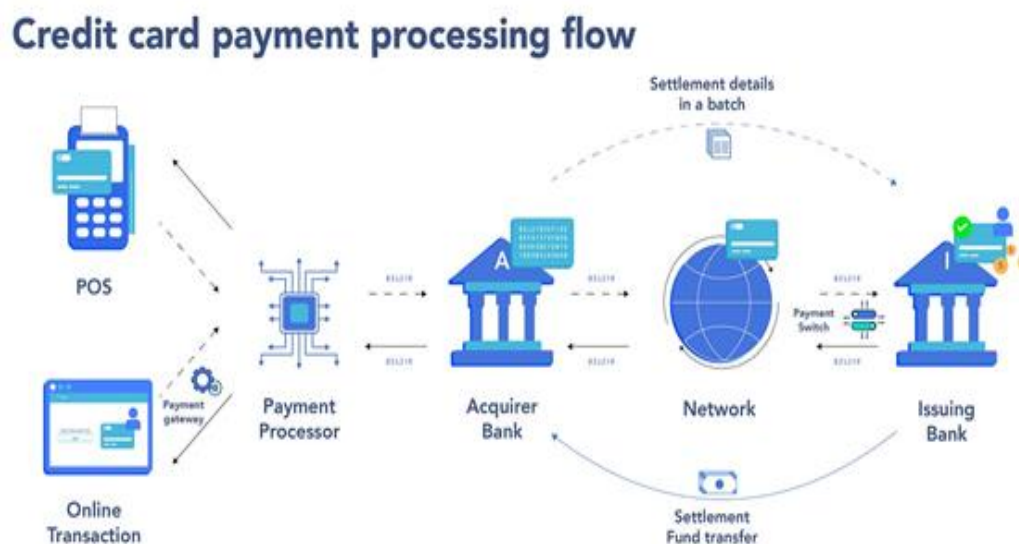 Credit card payment processing flow
Settlement details
in a batch
POS
A
I
Payment
Switch
Payment
gateway
Payment
Processor
Acquirer
Bank
Network
Issuing
Bank
Online
Transaction
Settlement
Fund transfer